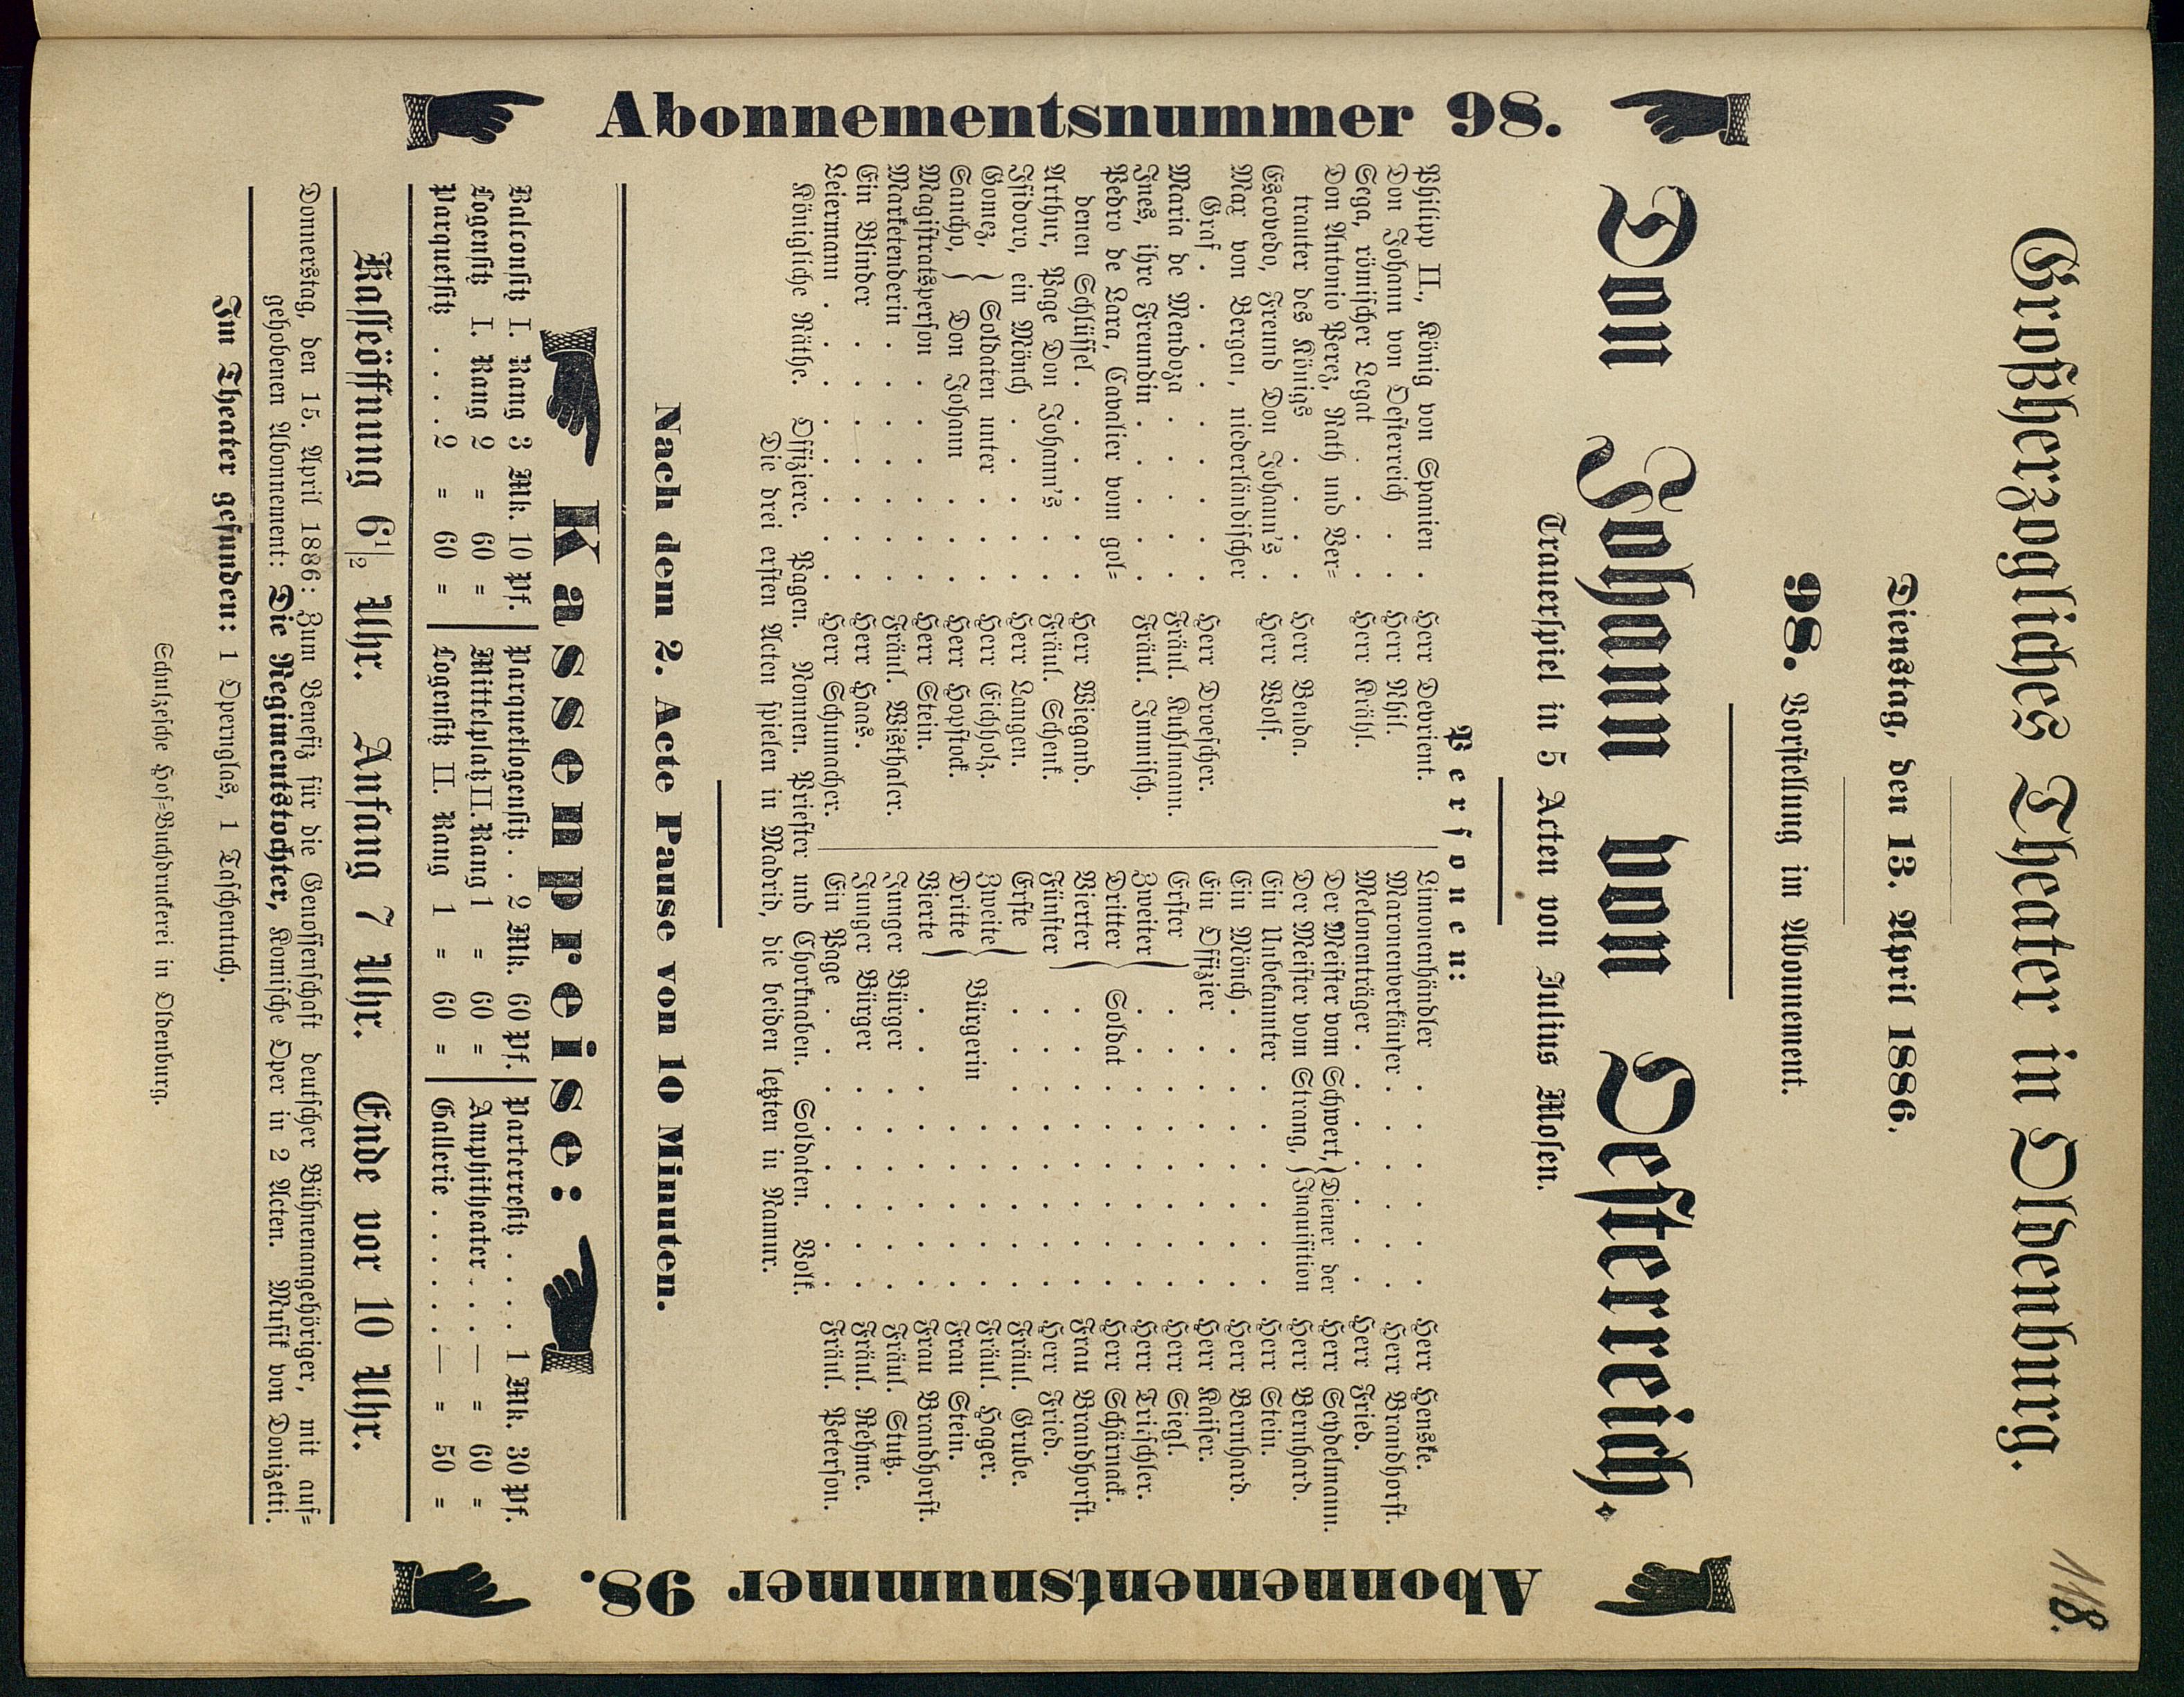 118.
Großherzogliches Theater in Oldenburg.
Dienstag, den 13. April 1886.
98. Vorstellung im Abonnement.
Don Johann von Oesterreich.
Trauerspiel in 5 Acten von Julius Mosen.
Personen:
Philipp II., König von Spanien . Herr Devrient.
Don Johann von Oesterreich . . Herr Nhil.
Sega, römischer Legat . . . . Herr Krähl.
Don Antonio Perez, Rath und Ver=
trauter des Königs . . . . Herr Benda.
Escovedo, Freund Don Johann's . Herr Wolf.
Max von Bergen, niederländischer
Graf . . . . . . . . . Herr Droescher.
Maria de Mendoza . . . . . Fräul. Kuhlmann.
Ines, ihre Freundin . . . . . Fräul. Immisch.
Pedro de Lara, Cavalier vom gol=
denen Schlüssel . . . . . . Herr Wiegand.
Arthur, Page Don Johann's . . Fräul. Schenk.
Isidoro, ein Mönch . . . . . Herr Langen.
Gomez, } Soldaten unter . . . Herr Eichholz.
Sancho, } Don Johann . . . Herr Hopstock.
Magistratsperson . . . . . . Herr Stein.
Marketenderin . . . . . . . Fräul. Wisthaler.
Ein Blinder . . . . . . . Herr Haas.
Leiermann . . . . . . . . Herr Schumacher.
Limonenhändler . . . . . . . Herr Henske.
Maronenverkäufer . . . . . . Herr Brandhorst.
Melonenträger . . . . . . . Herr Fried.
Der Meister vom Schwert, } Diener der Herr Seydelmann.
Der Meister vom Strang, } Inquisition Herr Bernhard.
Ein Unbekannter . . . . . . Herr Stein.
Ein Mönch . . . . . . . . Herr Bernhard.
Ein Offizier . . . . . . . . Herr Kaiser.
Erster . . . . . . . . Herr Siegl.
Zweiter . . . . . . . . Herr Trischler.
Dritter } Soldat . . . . . . Herr Schärnack.
Vierter . . . . . . . . Frau Brandhorst.
Fünfter . . . . . . . . Herr Fried.
Erste . . . . . . . . Fräul. Grube.
Zweite } Bürgerin . . . . . Fräul. Hager.
Dritte . . . . . Frau Stein.
Vierte . . . . . . . . Frau Brandhorst.
Junger Bürger . . . . . . . Fräul. Stutz.
Junger Bürger . . . . . . . Fräul. Rehme.
Ein Page . . . . . . . . Fräul. Peterson.
Königliche Räthe. Offiziere. Pagen. Nonnen. Priester und Chorknaben. Soldaten. Volk.
Die drei ersten Acten spielen in Madrid, die beiden letzten in Namur.
Nach dem 2. Acte Pause von 10 Minuten.
Kassenpreise:
Balconsitz I. Rang 3 Mk. 10 Pf.
Logensitz I. Rang 2 = 60 =
Parquetsitz . . . . 2 = 60 =
Parquetlogensitz . . 2 Mk. 60 Pf.
Mittelplatz II. Rang 1 = 60 =
Logensitz II. Rang 1 = 60 =
Parterresitz . . . . 1 Mk. 30 Pf.
Amphitheater . . . — = 60 =
Gallerie . . . . . . — = 50 =
Kassenöffnung 6½ Uhr. Anfang 7 Uhr. Ende vor 10 Uhr.
Donnerstag, den 15. April 1886: Zum Benefiz für die Genossenschaft deutscher Bühnenangehöriger, mit auf=
gehobenen Abonnement: Die Regimentstochter, Komische Oper in 2 Acten. Musik von Donizetti.
Im Theater gefunden: 1 Opernglas, 1 Taschentuch.
Schulzesche Hof=Buchdruckerei in Oldenburg.
Abonnementsnummer 98.
Abonnementsnummer 98.